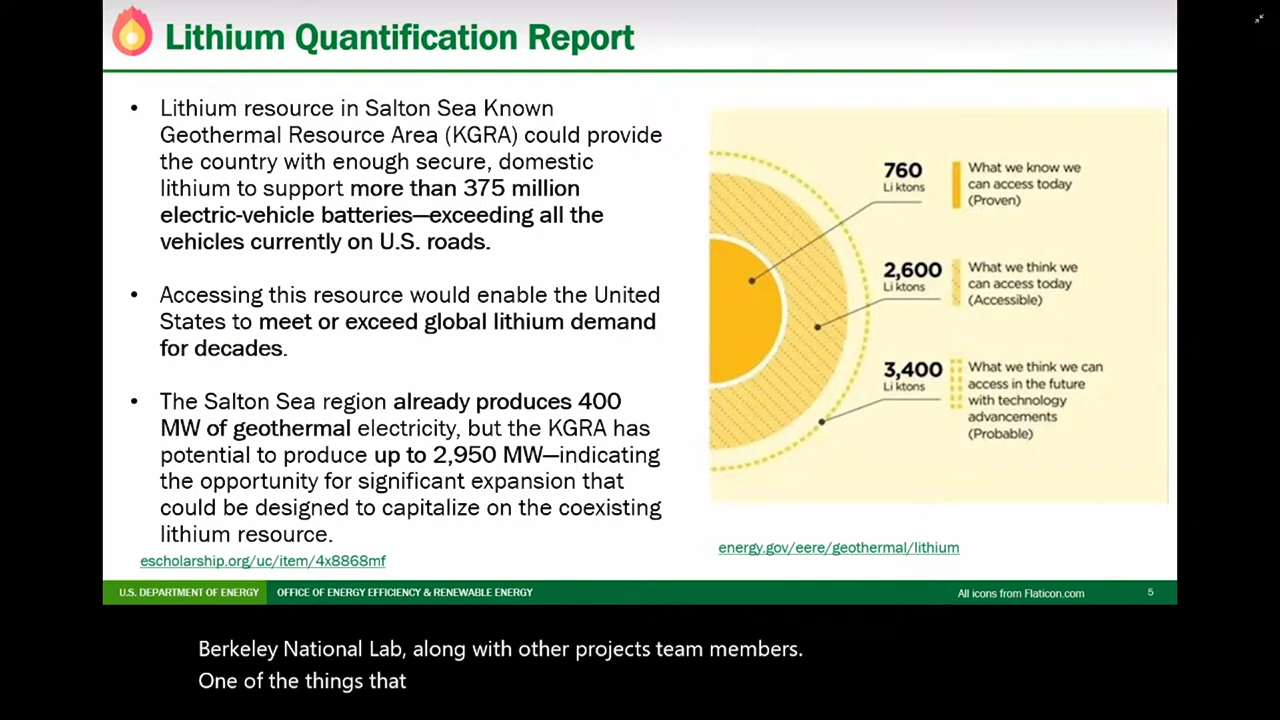 Lithium Quantification Report
• Lithium resource in Salton Sea Known
Geothermal Resource Area (KGRA) could provide
the country with enough secure, domestic
lithium to support more than 375 million
electric-vehicle batteries—exceeding all the
vehicles currently on U.S. roads.
• Accessing this resource would enable the United
States to meet or exceed global lithium demand
for decades.
• The Salton Sea region already produces 400
MW of geothermal electricity, but the KGRA has
potential to produce up to 2,950 MW—indicating
the opportunity for significant expansion that
could be designed to capitalize on the coexisting
lithium resource.
escholarship.org/uc/item/4x8868mf
760
Li ktons
What we know we
can access today
(Proven)
2,600
Li ktons
What we think we
can access today
(Accessible)
3,400
Li ktons
What we think we can
access in the future
with technology
advancements
(Probable)
energy.gov/eere/geothermal/lithium
U.S. DEPARTMENT OF ENERGY OFFICE OF ENERGY EFFICIENCY & RENEWABLE ENERGY All icons from Flaticon.com 5
Berkeley National Lab, along with other projects team members.
One of the things that